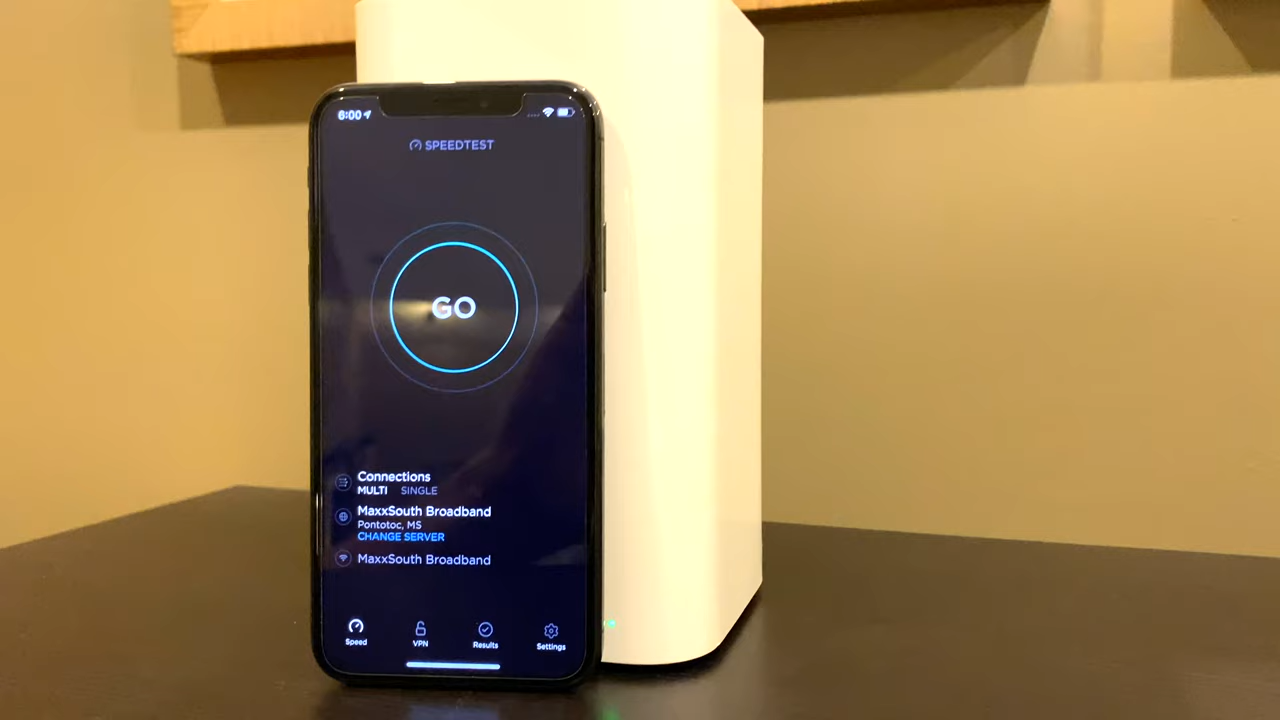 6:00
SPEEDTEST
GO
Connections
MULTI SINGLE
MaxxSouth Broadband
Pontotoc, MS
CHANGE SERVER
MaxxSouth Broadband
Speed VPN Results Settings